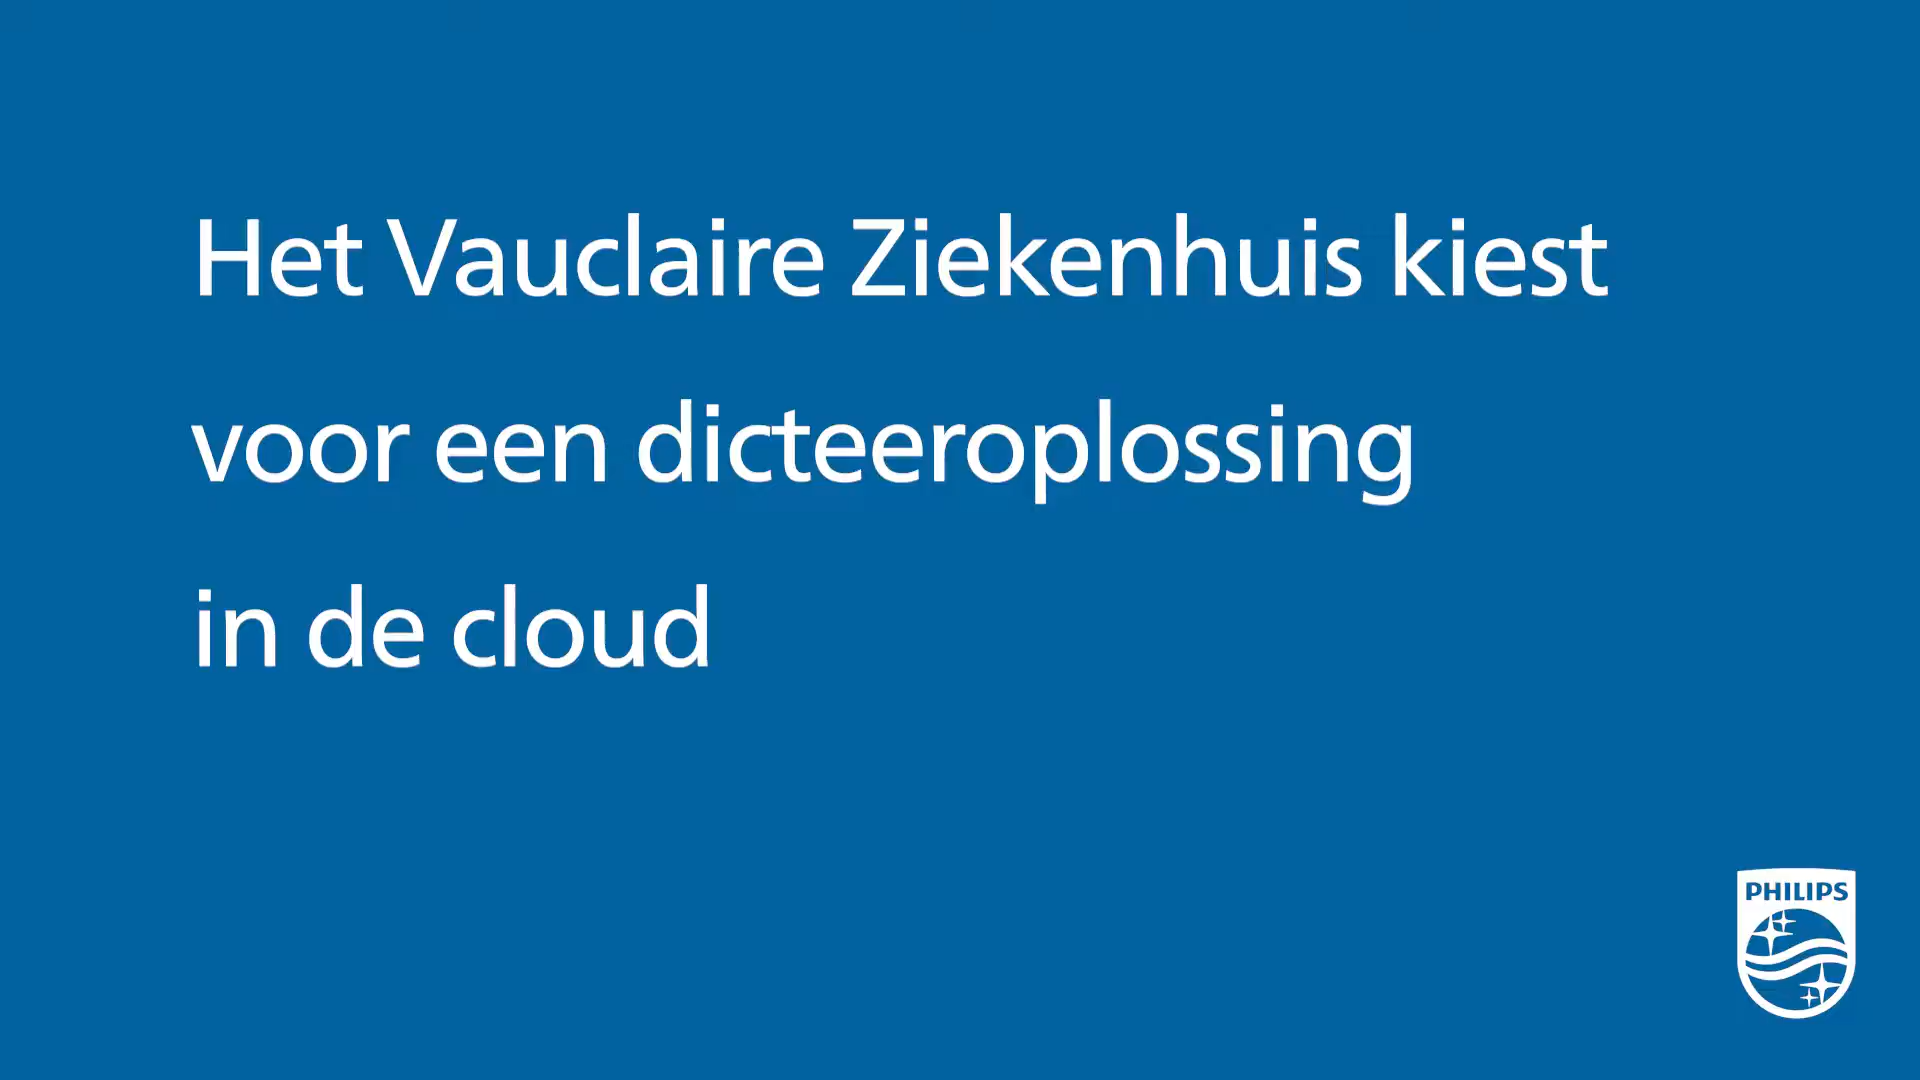 Het Vauclaire Ziekenhuis kiest
voor een dicteeroplossing
in de cloud
PHILIPS